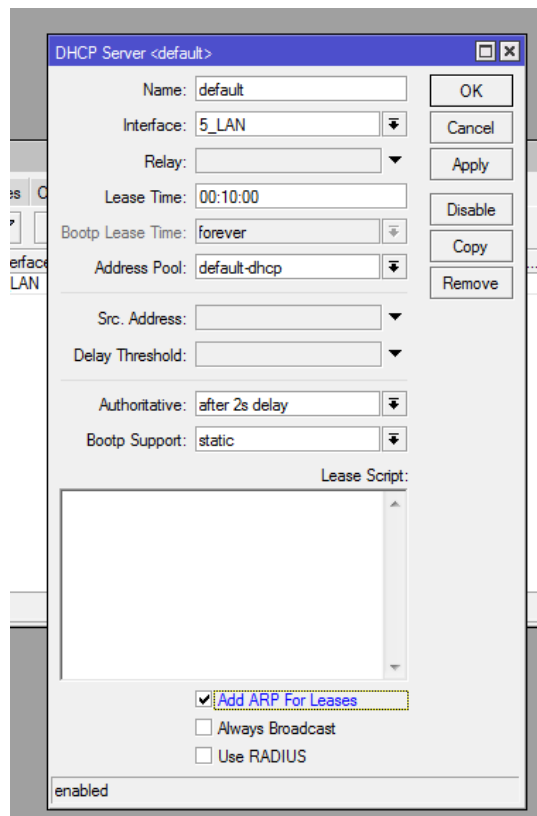 DHCP Server <default>
Name: default
OK
Interface: 5_LAN
Cancel
Relay:
Apply
es
Lease Time: 00:10:00
Disable
Bootp Lease Time: forever
Copy
erface
Address Pool: default-dhcp
LAN
Remove
Src. Address:
Delay Threshold:
Authoritative: after 2s delay
Bootp Support: static
Lease Script:
Add ARP For Leases
Always Broadcast
Use RADIUS
enabled